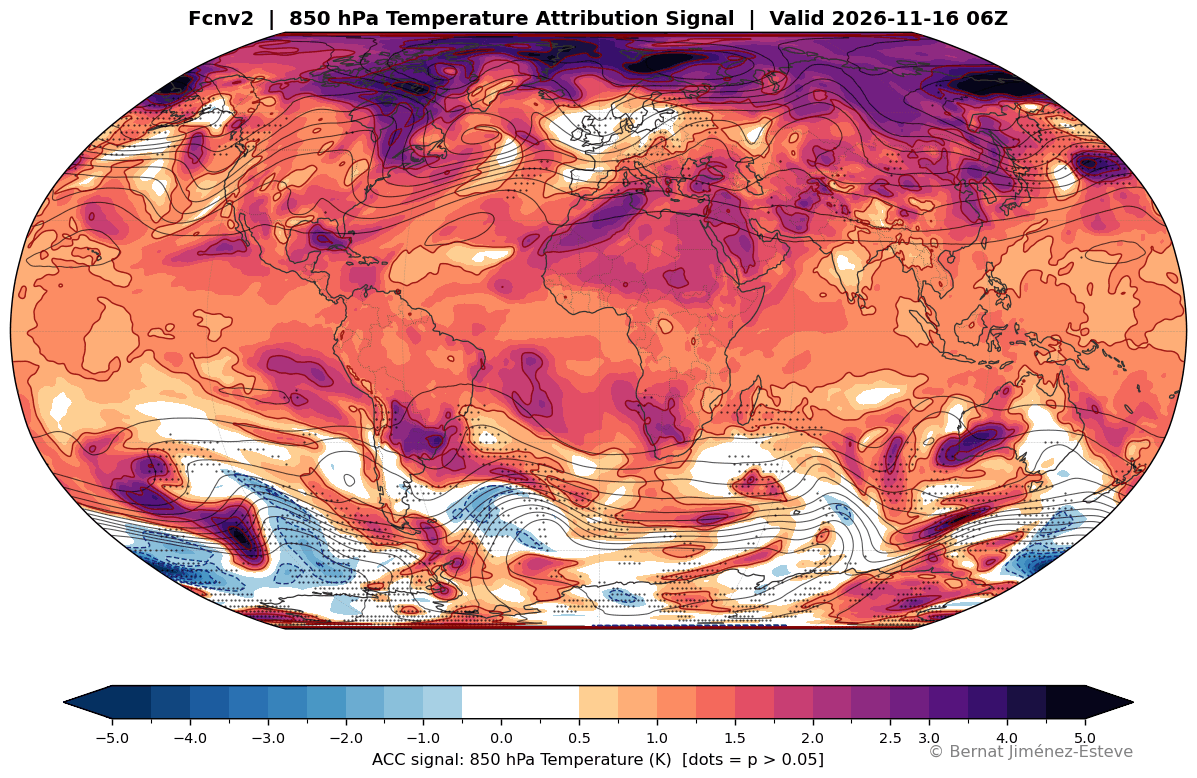 Fcnv2 | 850 hPa Temperature Attribution Signal | Valid 2026-11-16 06Z
−5.0 −4.0 −3.0 −2.0 −1.0 0.0 0.5 1.0 1.5 2.0 2.5 3.0 4.0 5.0
© Bernat Jiménez-Esteve
ACC signal: 850 hPa Temperature (K) [dots = p > 0.05]